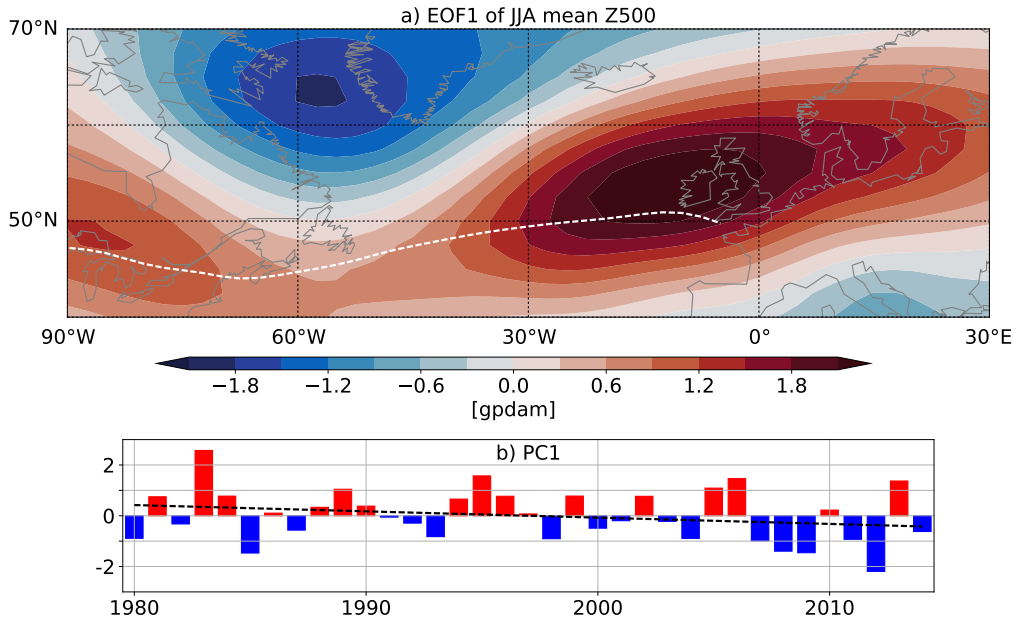 a) EOF1 of JJA mean Z500
70°N
50°N
90°W 60°W 30°W 0° 30°E
−1.8 −1.2 −0.6 0.0 0.6 1.2 1.8
[gpdam]
b) PC1
2
0
-2
1980 1990 2000 2010